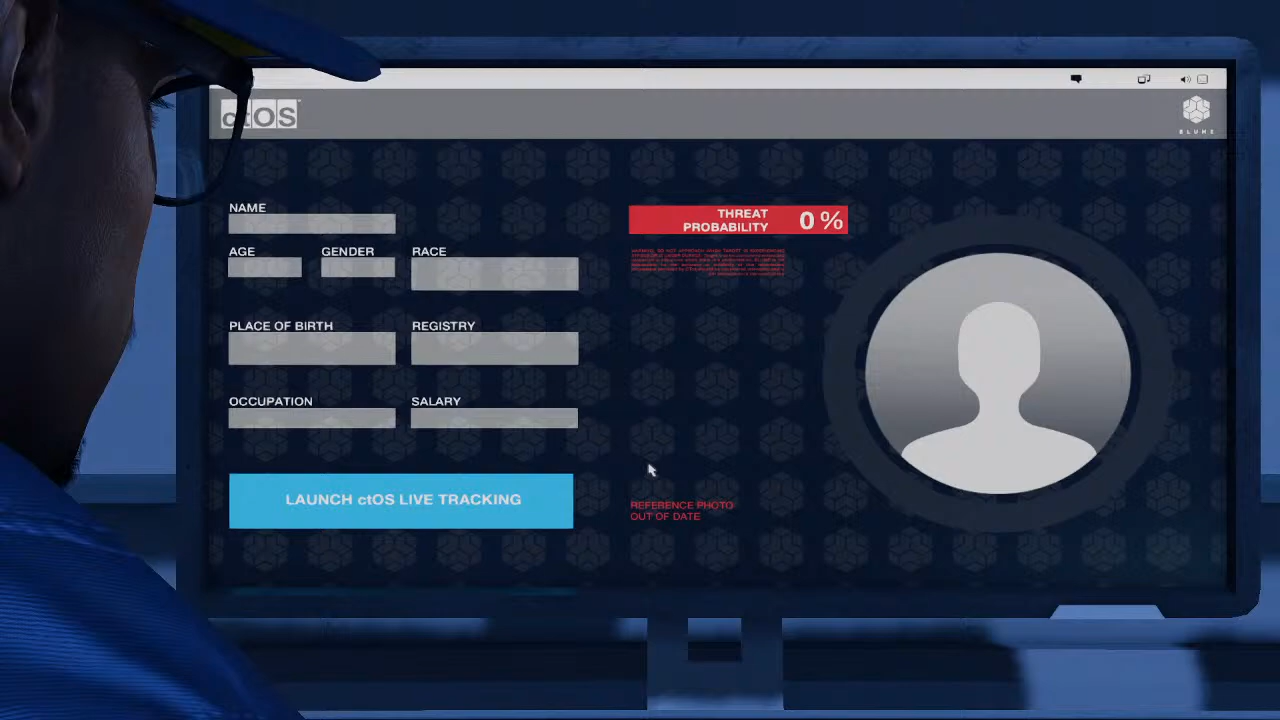 ctOS
BLUME
NAME
AGE GENDER RACE
PLACE OF BIRTH REGISTRY
OCCUPATION SALARY
LAUNCH ctOS LIVE TRACKING
THREAT
PROBABILITY 0%
REFERENCE PHOTO
OUT OF DATE